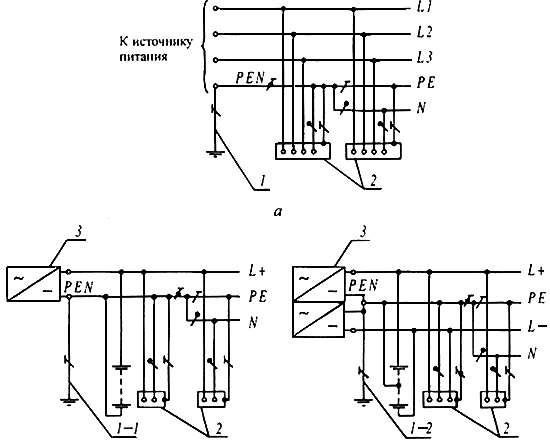 L1
L2
К источнику
питания
L3
PEN
PE
N
1
2
а
3
3
~
–
L+
~
–
L+
PEN
PE
PEN
PE
~
–
L–
N
N
1–1
2
1–2
2